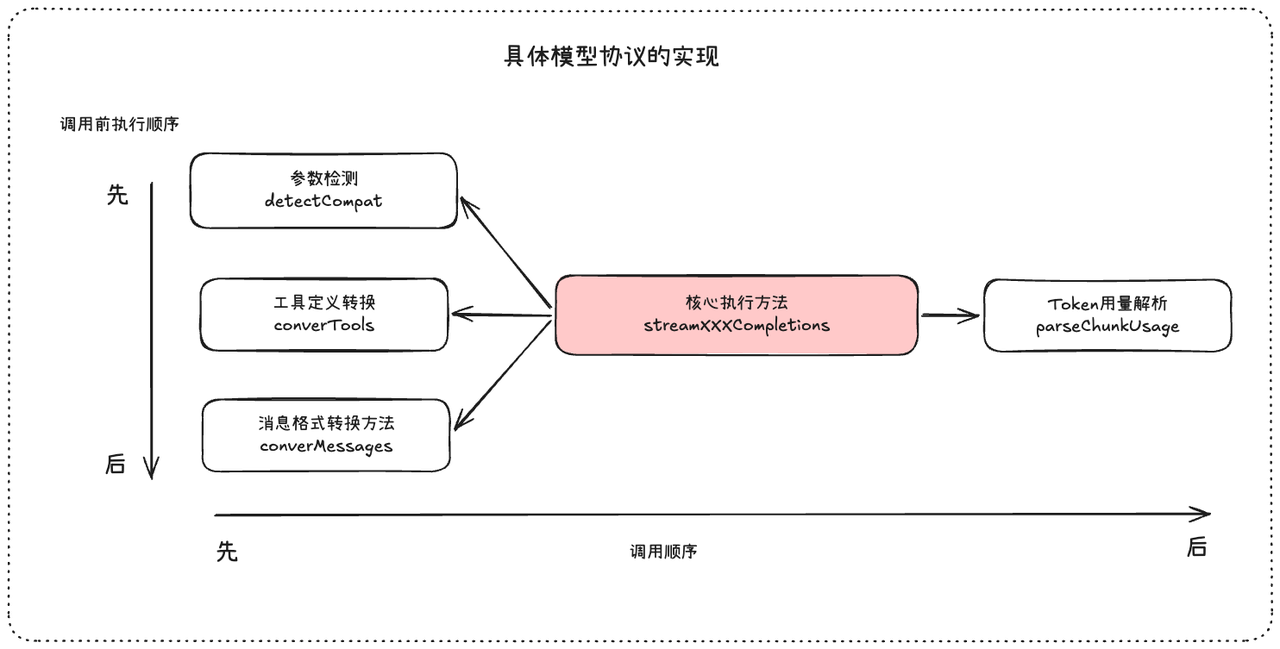 具体模型协议的实现
调用前执行顺序
先
参数检测
detectCompat
工具定义转换
converTools
核心执行方法
streamXXXCompletions
Token用量解析
parseChunkUsage
消息格式转换方法
converMessages
后
先
调用顺序
后